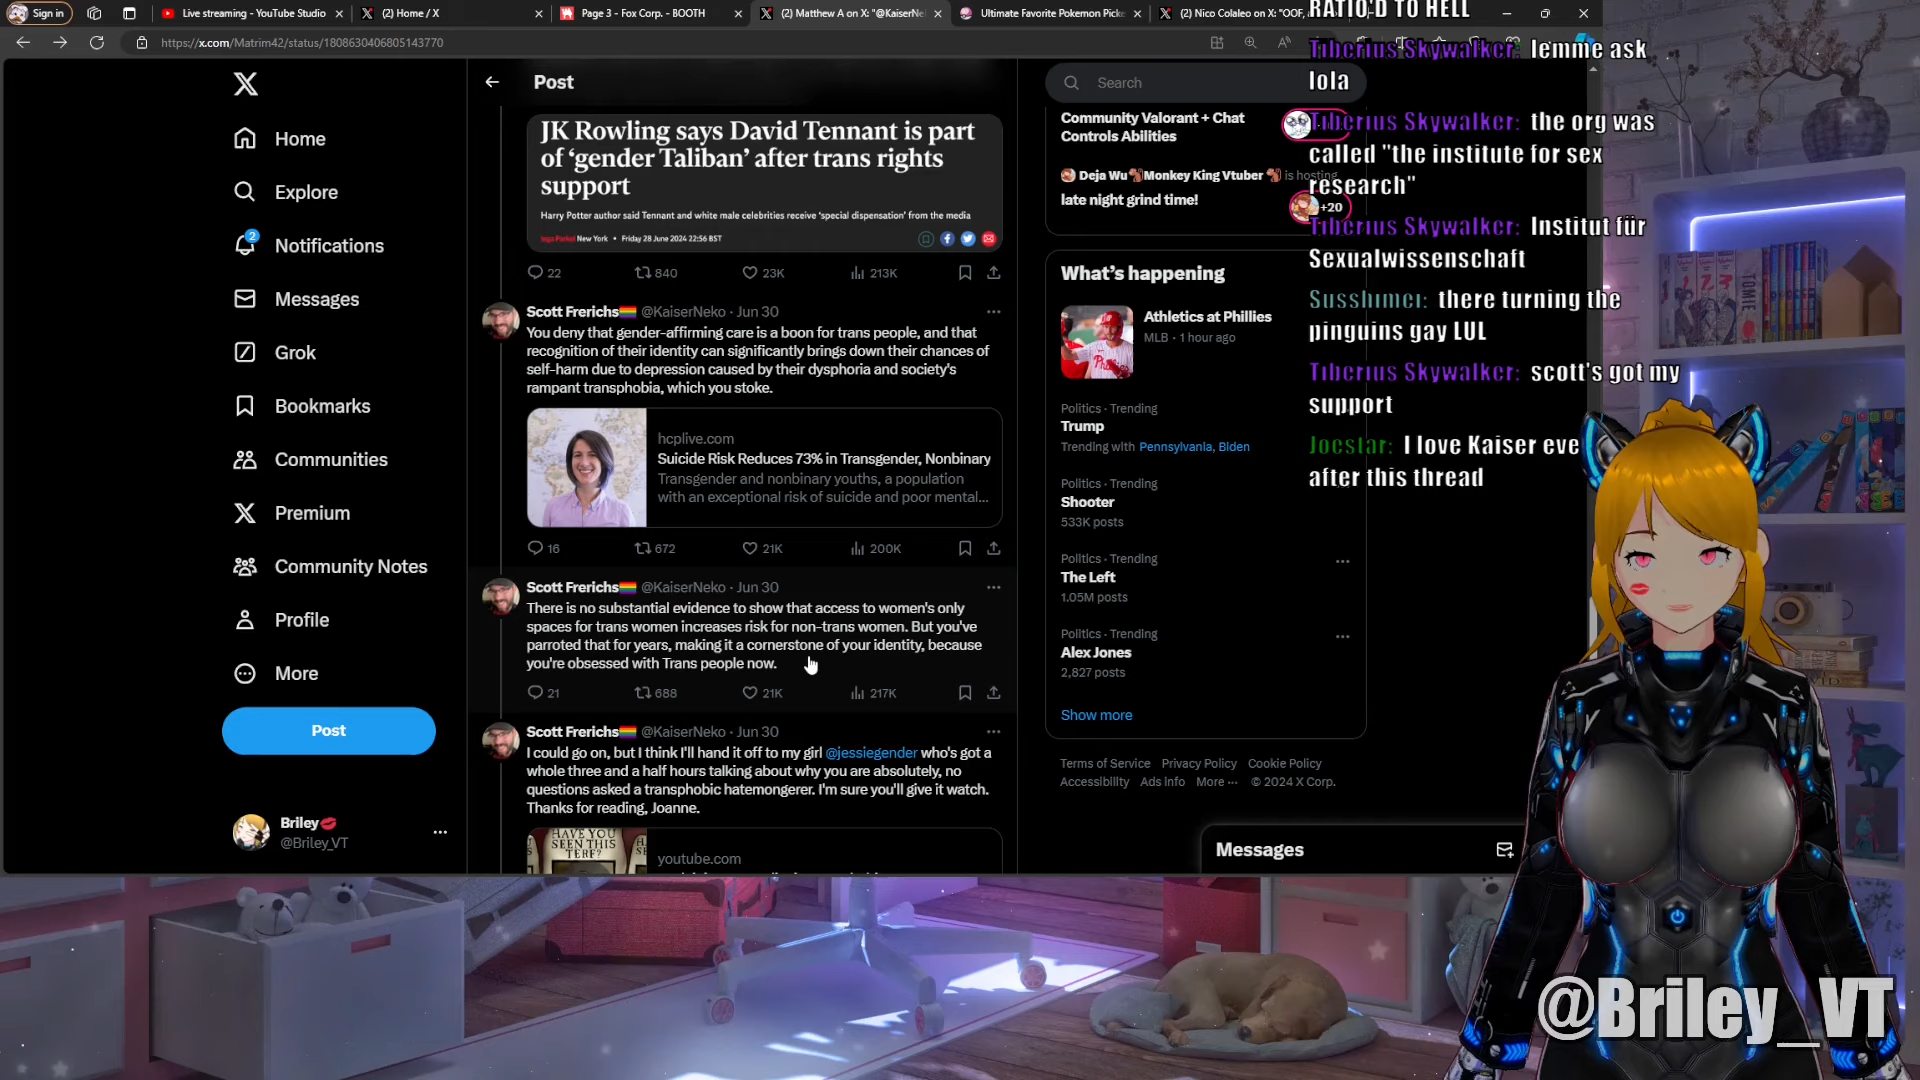 Sign in
Live streaming - YouTube Studio
(2) Home / X
Page 3 - Fox Corp. - BOOTH
(2) Matthew A on X: "@KaiserNe
Ultimate Favorite Pokemon Picke
(2) Nico Colaleo on X: "OOF,
https://x.com/Matrim42/status/1808630406805143770
Home
Explore
2
Notifications
Messages
Grok
Bookmarks
Communities
Premium
Community Notes
Profile
More
Post
Briley
@Briley_VT
Post
JK Rowling says David Tennant is part
of ‘gender Taliban’ after trans rights
support
Harry Potter author said Tennant and white male celebrities receive ‘special dispensation’ from the media
New York • Friday 28 June 2024 22:56 BST
22
840
23K
213K
Scott Frerichs @KaiserNeko · Jun 30
You deny that gender-affirming care is a boon for trans people, and that
recognition of their identity can significantly brings down their chances of
self-harm due to depression caused by their dysphoria and society's
rampant transphobia, which you stoke.
hcplive.com
Suicide Risk Reduces 73% in Transgender, Nonbinary
Transgender and nonbinary youths, a population
with an exceptional risk of suicide and poor mental...
16
672
21K
200K
Scott Frerichs @KaiserNeko · Jun 30
There is no substantial evidence to show that access to women's only
spaces for trans women increases risk for non-trans women. But you've
parroted that for years, making it a cornerstone of your identity, because
you're obsessed with Trans people now.
21
688
21K
217K
Scott Frerichs @KaiserNeko · Jun 30
I could go on, but I think I'll hand it off to my girl @jessiegender who's got a
whole three and a half hours talking about why you are absolutely, no
questions asked a transphobic hatemongerer. I'm sure you'll give it watch.
Thanks for reading, Joanne.
HAVE YOU
SEEN THIS
TERF?
youtube.com
Search
Community Valorant + Chat
Controls Abilities
Deja Wu Monkey King Vtuber is hosting
late night grind time!
+20
What's happening
Athletics at Phillies
MLB · 1 hour ago
Politics · Trending
Trump
Trending with Pennsylvania, Biden
Politics · Trending
Shooter
533K posts
Politics · Trending
The Left
1.05M posts
Politics · Trending
Alex Jones
2,827 posts
Show more
Terms of Service Privacy Policy Cookie Policy
Accessibility Ads info More ··· © 2024 X Corp.
Messages
RATIO'D TO HELL
Tiberius Skywalker: lemme ask
lola
Tiberius Skywalker: the org was
called "the institute for sex
research"
Tiberius Skywalker: Institut für
Sexualwissenschaft
Susshimei: there turning the
pinguins gay LUL
Tiberius Skywalker: scott's got my
support
Joestar: I love Kaiser eve
after this thread
@Briley_VT